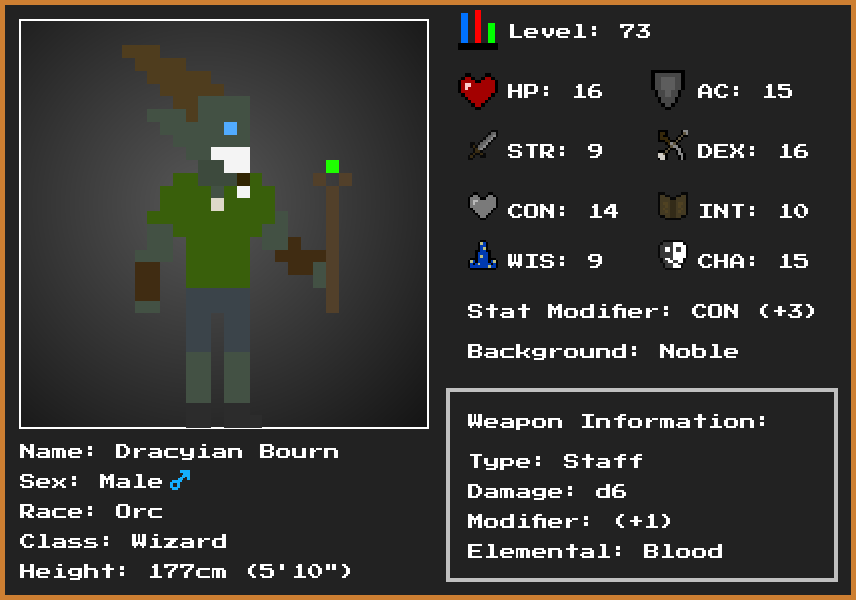 Level: 73
HP: 16 AC: 15
STR: 9 DEX: 16
CON: 14 INT: 10
WIS: 9 CHA: 15
Stat Modifier: CON (+3)
Background: Noble
Weapon Information:
Type: Staff
Damage: d6
Modifier: (+1)
Elemental: Blood
Name: Dracyian Bourn
Sex: Male ♂
Race: Orc
Class: Wizard
Height: 177cm (5'10")